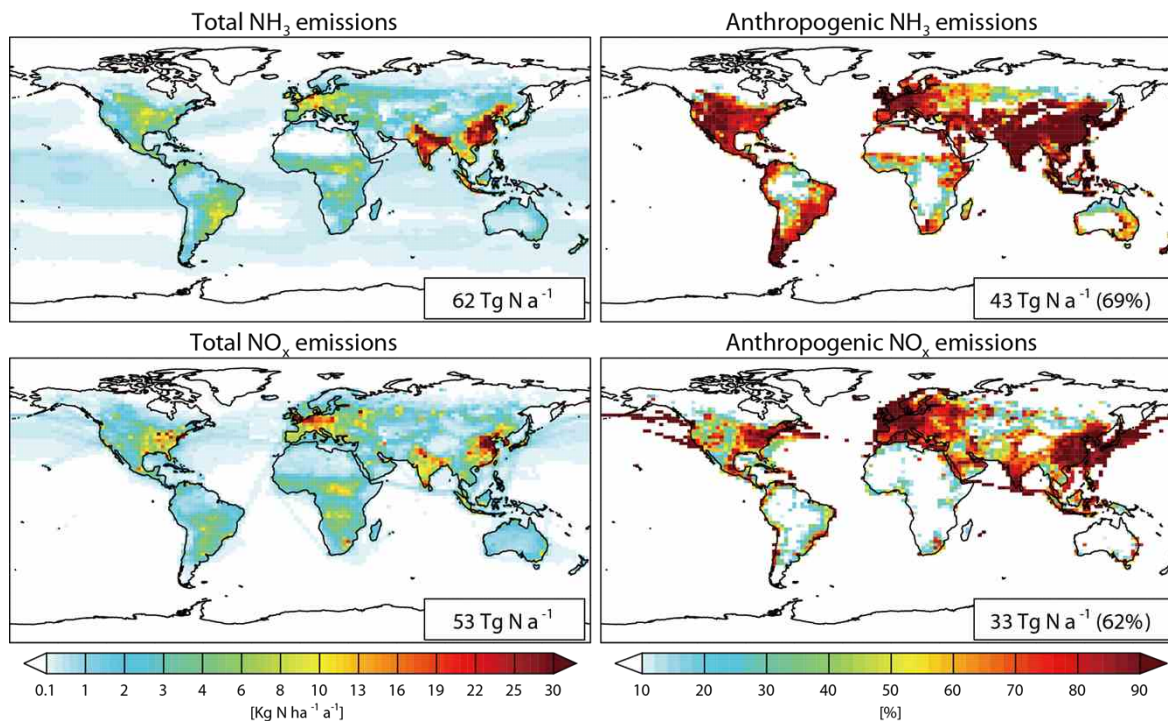 Total NH₃ emissions
Anthropogenic NH₃ emissions
62 Tg N a⁻¹
43 Tg N a⁻¹ (69%)
Total NOₓ emissions
Anthropogenic NOₓ emissions
53 Tg N a⁻¹
33 Tg N a⁻¹ (62%)
0.1 1 2 3 4 6 8 10 13 16 19 22 25 30
[Kg N ha⁻¹ a⁻¹]
10 20 30 40 50 60 70 80 90
[%]